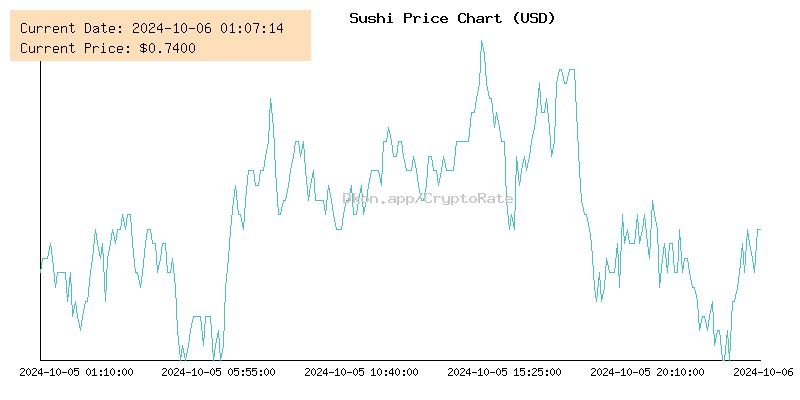 Sushi Price Chart (USD)
Current Date: 2024-10-06 01:07:14
Current Price: $0.7400
Dkon.app/CryptoRate
2024-10-05 01:10:00 2024-10-05 05:55:00 2024-10-05 10:40:00 2024-10-05 15:25:00 2024-10-05 20:10:00 2024-10-06